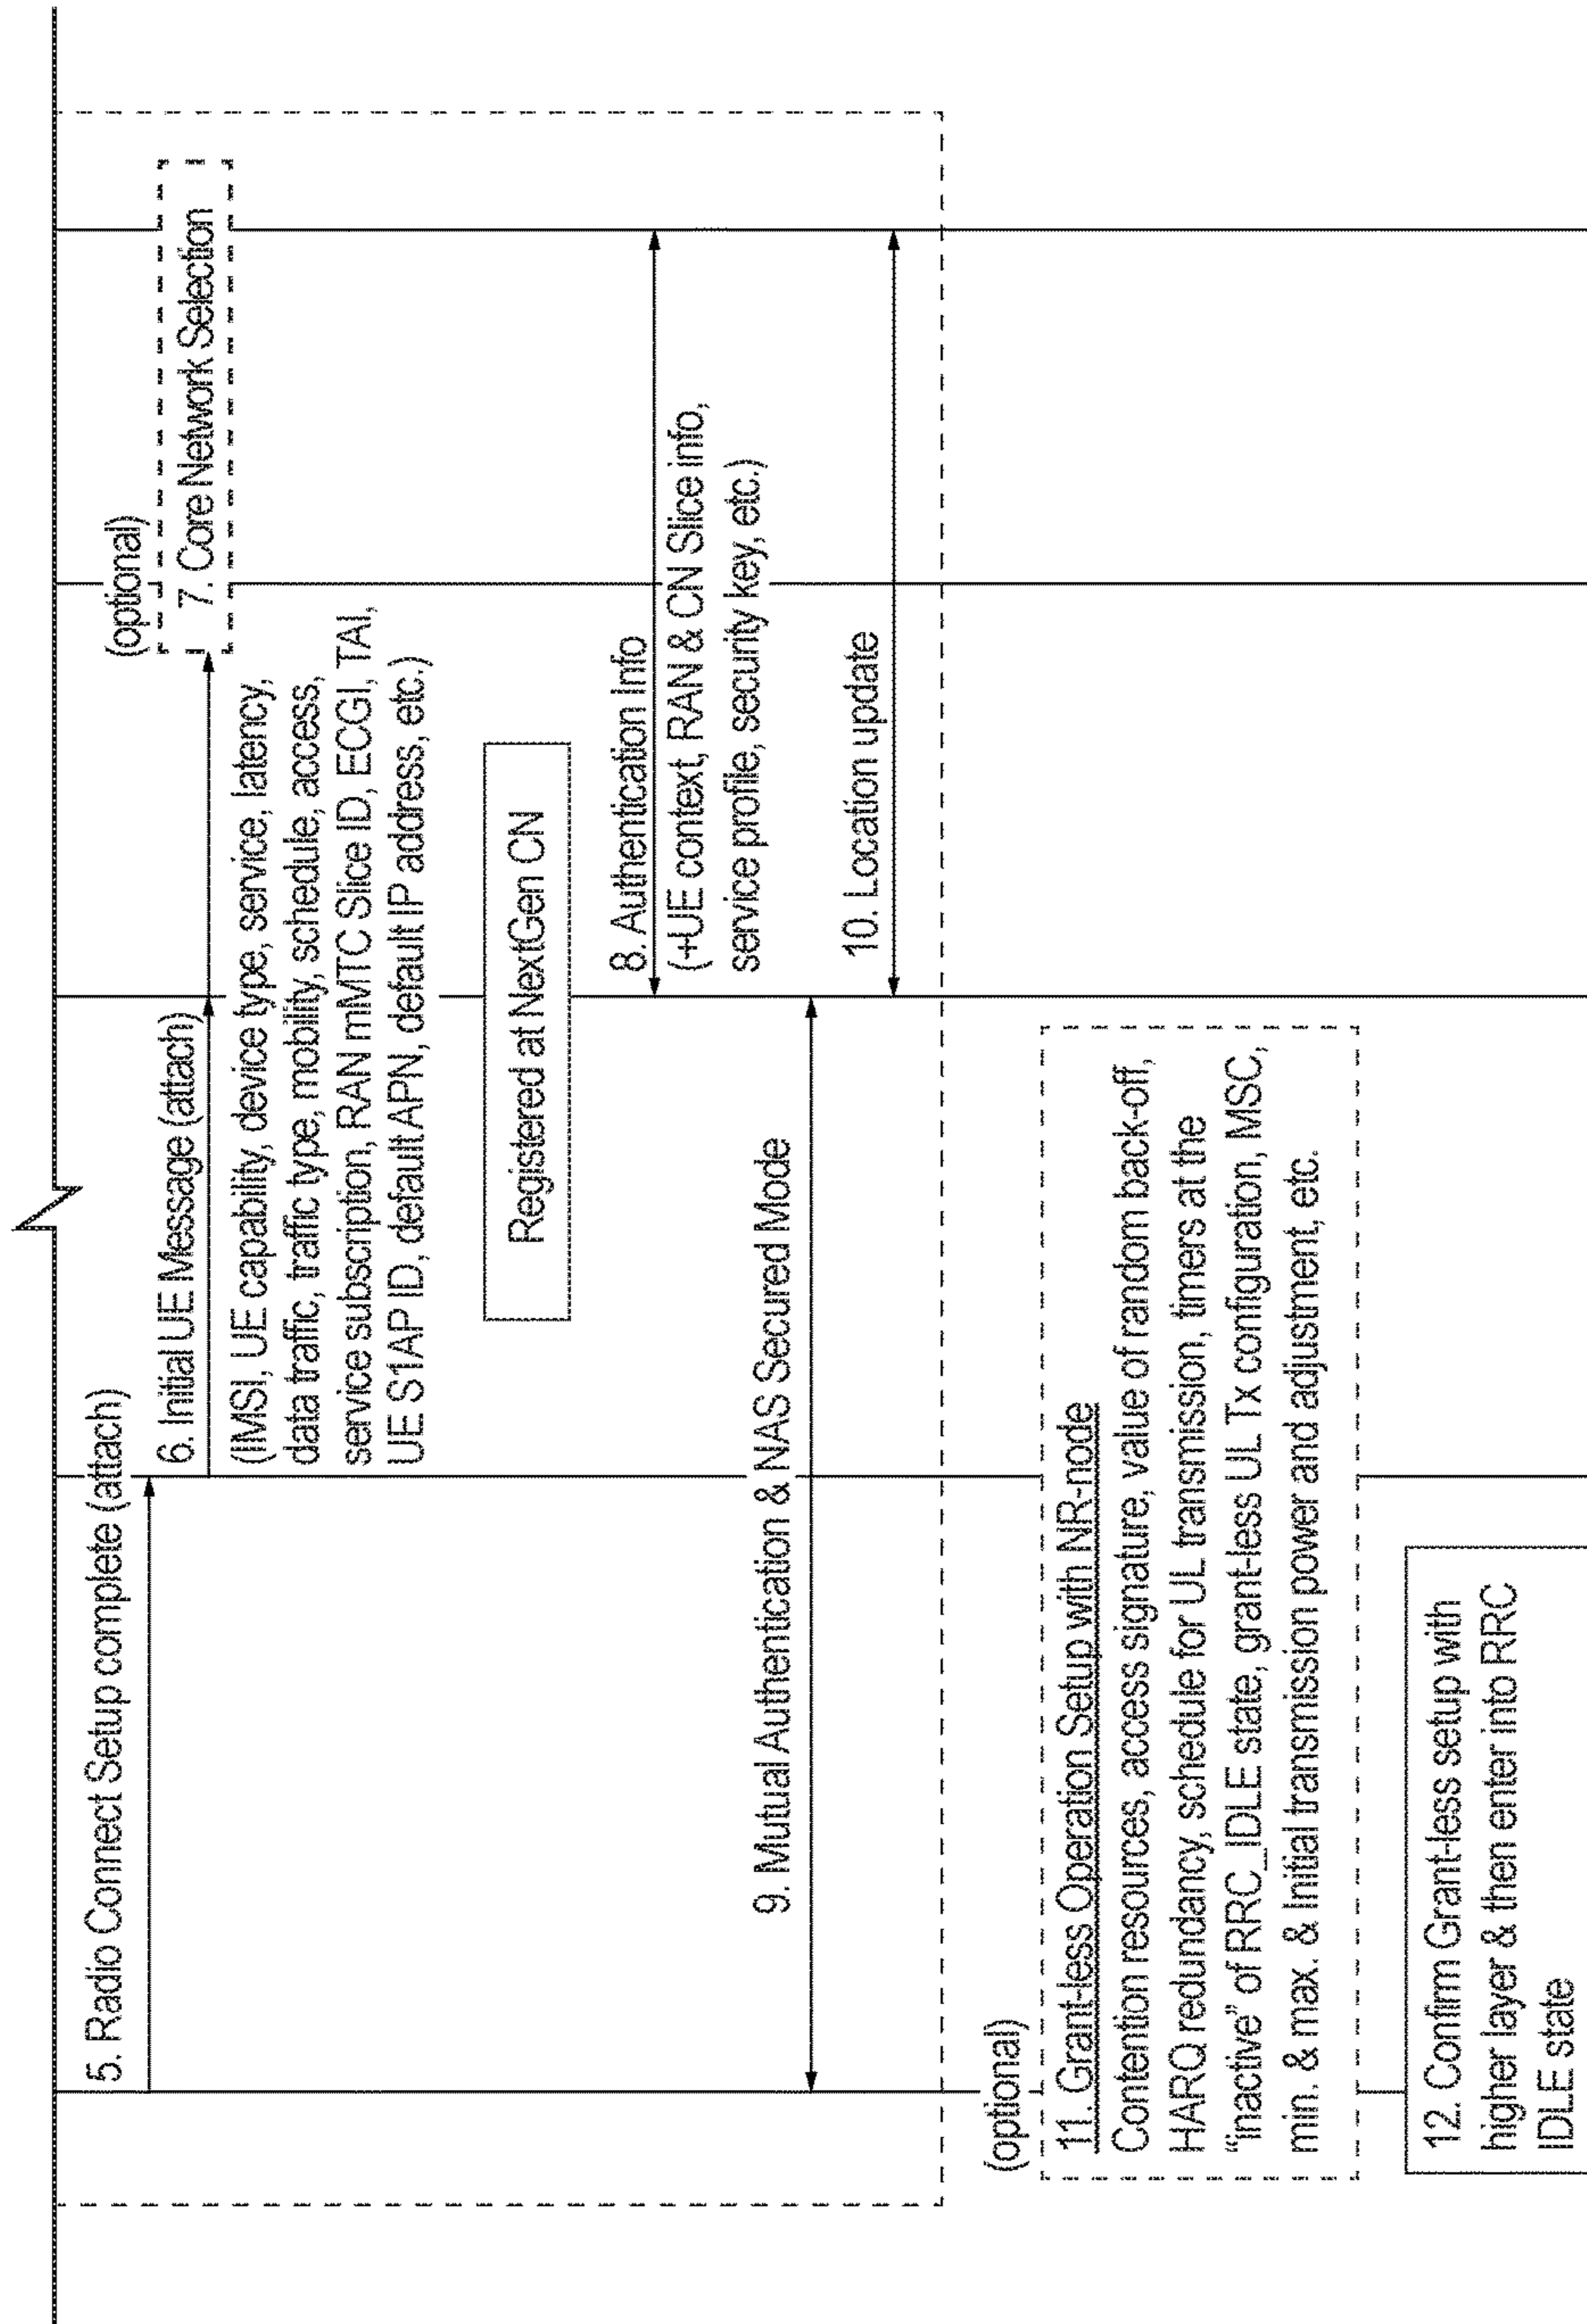 5. Radio Connect Setup complete (attach)
6. Initial UE Message (attach)
(IMSI, UE capability, device type, service, latency,
data traffic, traffic type, mobility, schedule, access,
service subscription, RAN mMTC Slice ID, ECGI, TAI,
UE S1AP ID, default APN, default IP address, etc.)
(optional)
7. Core Network Selection
Registered at NextGen CN
8. Authentication Info
(+UE context, RAN & CN Slice info,
service profile, security key, etc.)
9. Mutual Authentication & NAS Secured Mode
10. Location update
(optional)
11. Grant-less Operation Setup with NR-node
Contention resources, access signature, value of random back-off,
HARQ redundancy, schedule for UL transmission, timers at the
“inactive” of RRC_IDLE state, grant-less UL Tx configuration, MSC,
min. & max. & Initial transmission power and adjustment, etc.
12. Confirm Grant-less setup with
higher layer & then enter into RRC
IDLE state